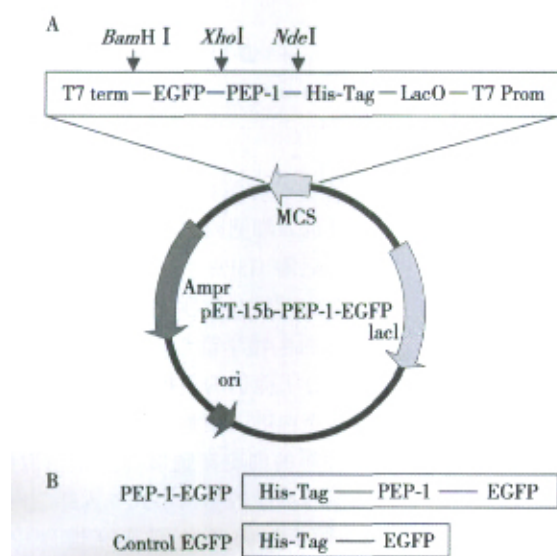 A
BamH I XhoI NdeI
T7 term — EGFP — PEP-1 — His-Tag — LacO — T7 Prom
MCS
Ampr
pET-15b-PEP-1-EGFP
lacI
ori
B
PEP-1-EGFP His-Tag — PEP-1 — EGFP
Control EGFP His-Tag — EGFP